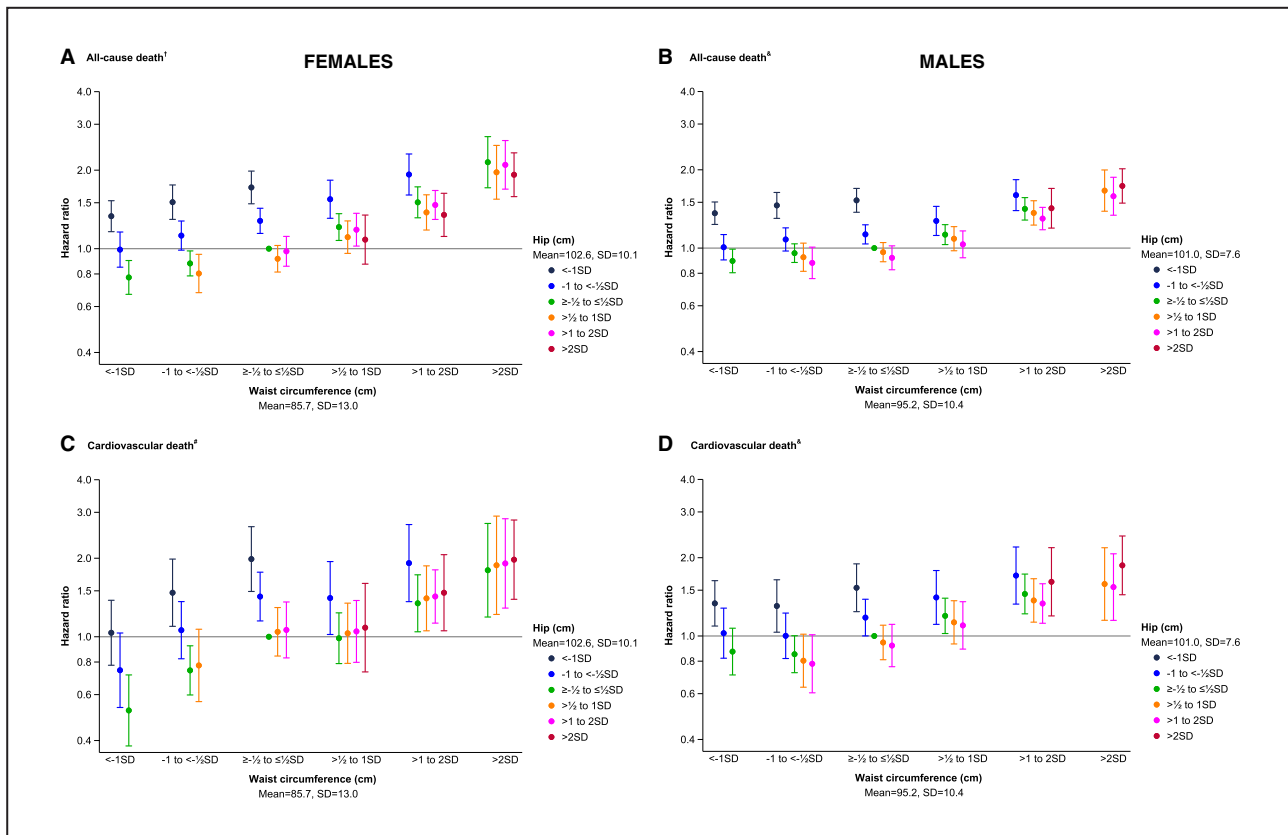 A All-cause death† FEMALES
Hazard ratio
4.0
3.0
2.0
1.5
1.0
0.8
0.6
0.4
<-1SD -1 to <-½SD ≥-½ to ≤½SD >½ to 1SD >1 to 2SD >2SD
Waist circumference (cm)
Mean=85.7, SD=13.0
Hip (cm)
Mean=102.6, SD=10.1
<-1SD
-1 to <-½SD
≥-½ to ≤½SD
>½ to 1SD
>1 to 2SD
>2SD
B All-cause death& MALES
Hazard ratio
4.0
3.0
2.0
1.5
1.0
0.8
0.6
0.4
<-1SD -1 to <-½SD ≥-½ to ≤½SD >½ to 1SD >1 to 2SD >2SD
Waist circumference (cm)
Mean=95.2, SD=10.4
Hip (cm)
Mean=101.0, SD=7.6
<-1SD
-1 to <-½SD
≥-½ to ≤½SD
>½ to 1SD
>1 to 2SD
>2SD
C Cardiovascular death#
Hazard ratio
4.0
3.0
2.0
1.5
1.0
0.8
0.6
0.4
<-1SD -1 to <-½SD ≥-½ to ≤½SD >½ to 1SD >1 to 2SD >2SD
Waist circumference (cm)
Mean=85.7, SD=13.0
Hip (cm)
Mean=102.6, SD=10.1
<-1SD
-1 to <-½SD
≥-½ to ≤½SD
>½ to 1SD
>1 to 2SD
>2SD
D Cardiovascular death&
Hazard ratio
4.0
3.0
2.0
1.5
1.0
0.8
0.6
0.4
<-1SD -1 to <-½SD ≥-½ to ≤½SD >½ to 1SD >1 to 2SD >2SD
Waist circumference (cm)
Mean=95.2, SD=10.4
Hip (cm)
Mean=101.0, SD=7.6
<-1SD
-1 to <-½SD
≥-½ to ≤½SD
>½ to 1SD
>1 to 2SD
>2SD